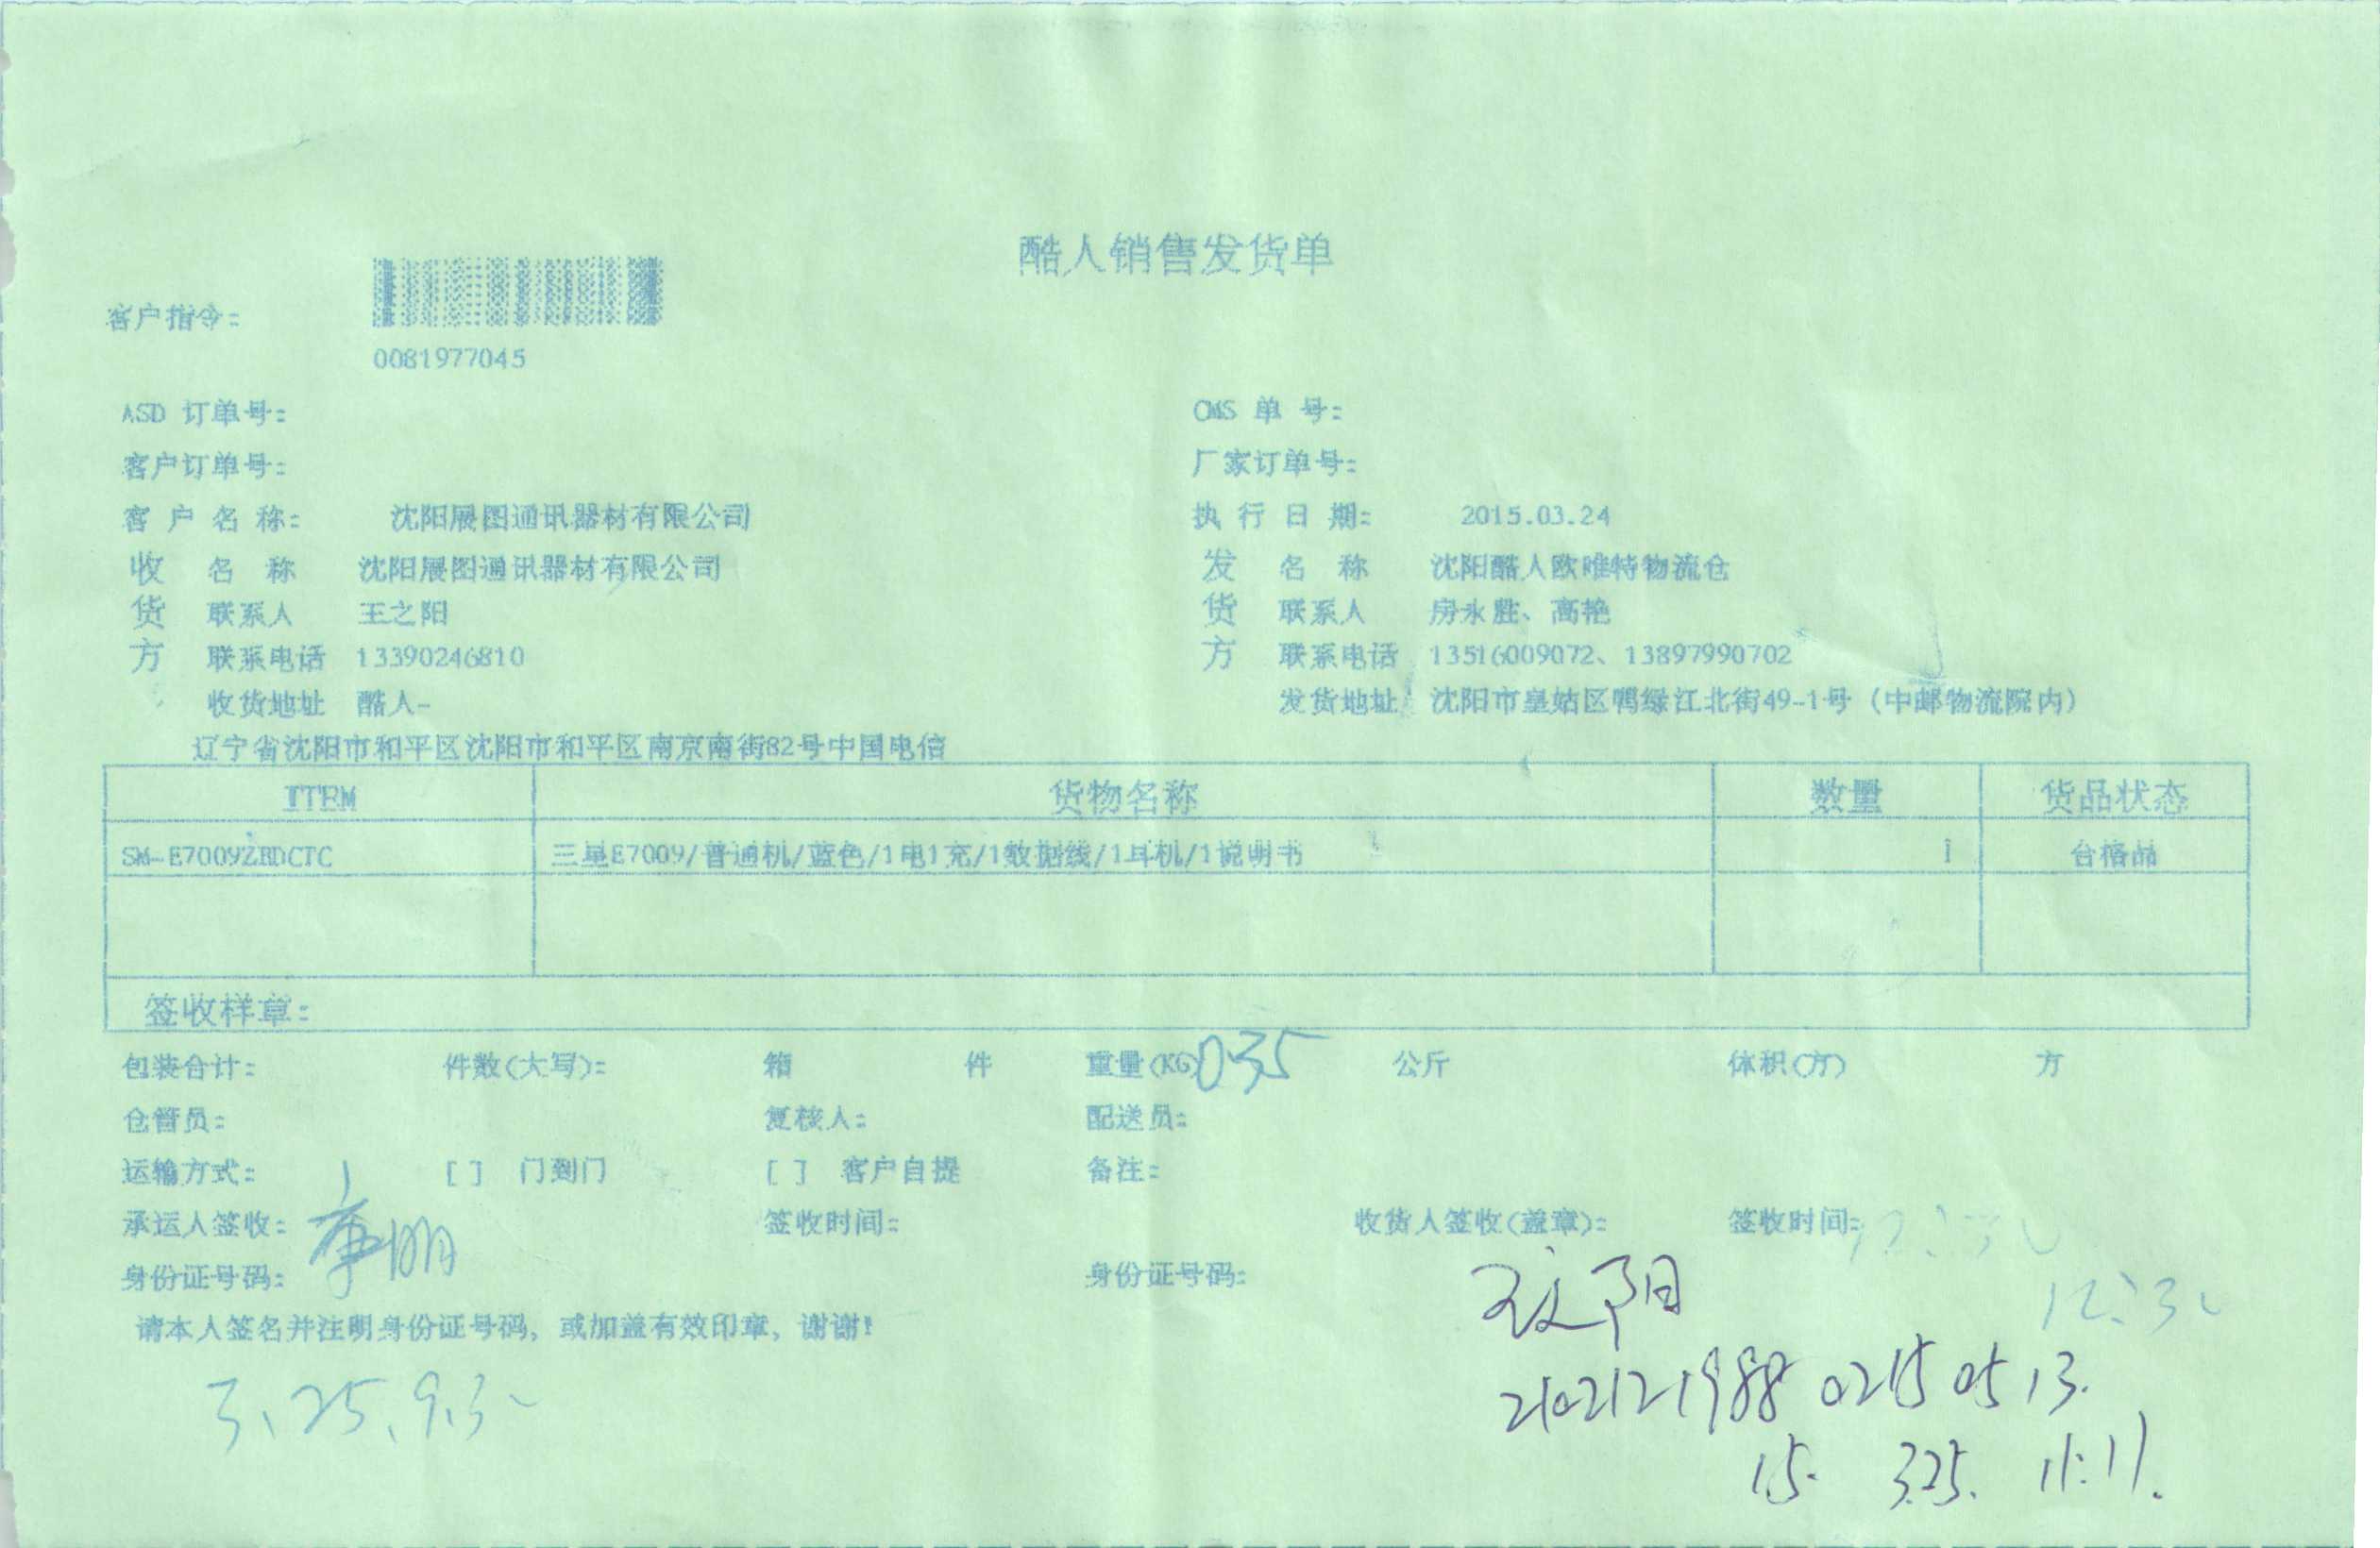 酷人销售发货单
客户指令:
0081977045
ASD 订单号: CMS 单 号:
客户订单号: 厂家订单号:
客 户 名 称: 沈阳展图通讯器材有限公司 执 行 日 期: 2015.03.24
收 名 称 沈阳展图通讯器材有限公司 发 名 称 沈阳酷人欧唯特物流仓
货 联系人 王之阳 货 联系人 房永胜、高艳
方 联系电话 13390246810 方 联系电话 13516009072、13897990702
收货地址 酷人- 发货地址 沈阳市皇姑区鸭绿江北街49-1号（中邮物流院内）
辽宁省沈阳市和平区沈阳市和平区南京南街82号中国电信
ITEM 货物名称 数量 货品状态
SM-E7009ZBDCTC 三星E7009/普通机/蓝色/1电1充/1数据线/1耳机/1说明书 1 合格品
签收样章:
包装合计: 件数(大写): 箱 件 重量(KG) 0.35 公斤 体积(方) 方
仓管员: 复核人: 配送员:
运输方式: [ ] 门到门 [ ] 客户自提 备注:
承运人签收: 签收时间: 收货人签收(盖章): 签收时间:
身份证号码: 身份证号码:
王之阳 12:30
请本人签名并注明身份证号码，或加盖有效印章，谢谢!
3、25、9:30
210212198802150513.
15. 3.25. 11:11.